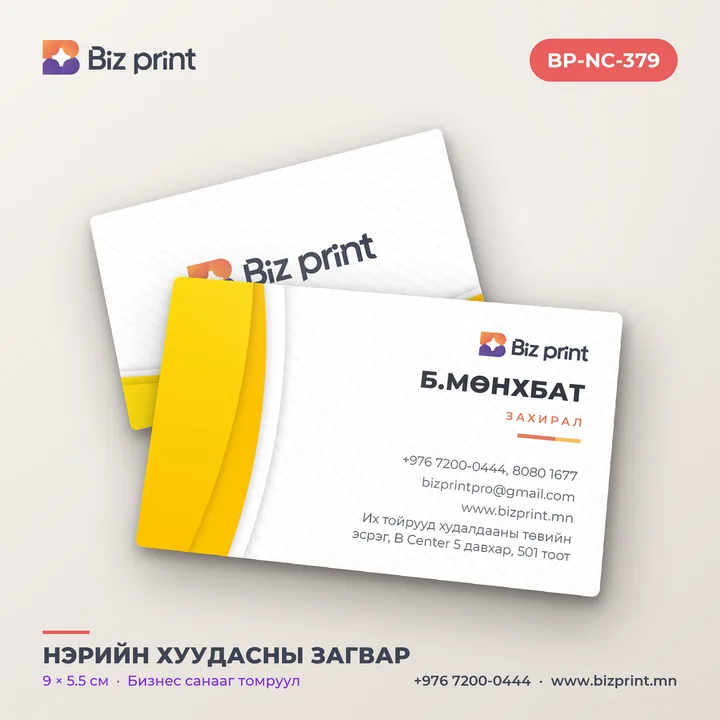 Biz print
BP-NC-379
Biz print
Biz print
Б.МӨНХБАТ
ЗАХИРАЛ
+976 7200-0444, 8080 1677
bizprintpro@gmail.com
www.bizprint.mn
Их тойрууд худалдааны төвийн
эсрэг, B Center 5 давхар, 501 тоот
НЭРИЙН ХУУДАСНЫ ЗАГВАР
9 × 5.5 см · Бизнес санааг томруул
+976 7200-0444 · www.bizprint.mn